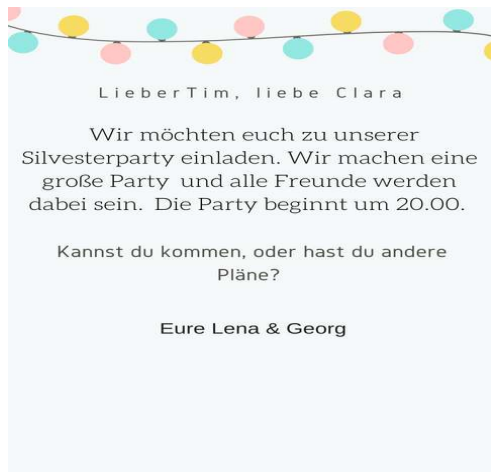 LieberTim, liebe Clara
Wir möchten euch zu unserer
Silvesterparty einladen. Wir machen eine
große Party und alle Freunde werden
dabei sein. Die Party beginnt um 20.00.
Kannst du kommen, oder hast du andere
Pläne?
Eure Lena & Georg